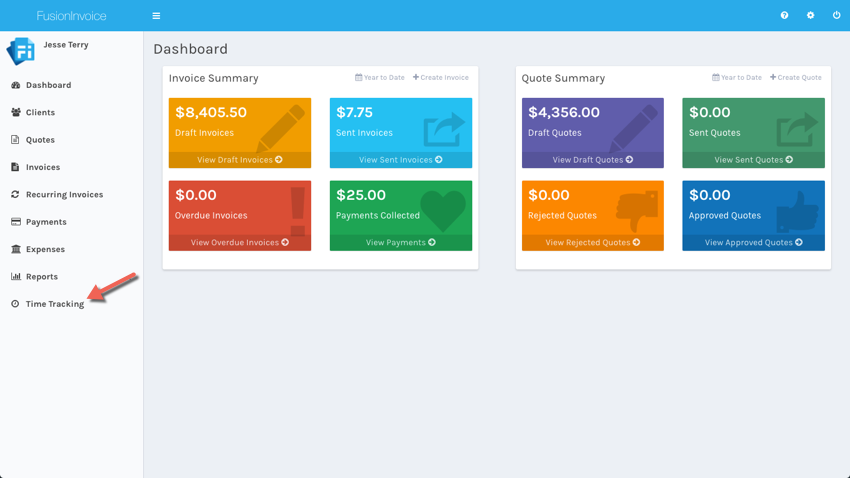 FusionInvoice
Fi
Jesse Terry
Dashboard
Clients
Quotes
Invoices
Recurring Invoices
Payments
Expenses
Reports
Time Tracking
Dashboard
Invoice Summary
Year to Date
Create Invoice
$8,405.50
Draft Invoices
View Draft Invoices
$7.75
Sent Invoices
View Sent Invoices
$0.00
Overdue Invoices
View Overdue Invoices
$25.00
Payments Collected
View Payments
Quote Summary
Year to Date
Create Quote
$4,356.00
Draft Quotes
View Draft Quotes
$0.00
Sent Quotes
View Sent Quotes
$0.00
Rejected Quotes
View Rejected Quotes
$0.00
Approved Quotes
View Approved Quotes